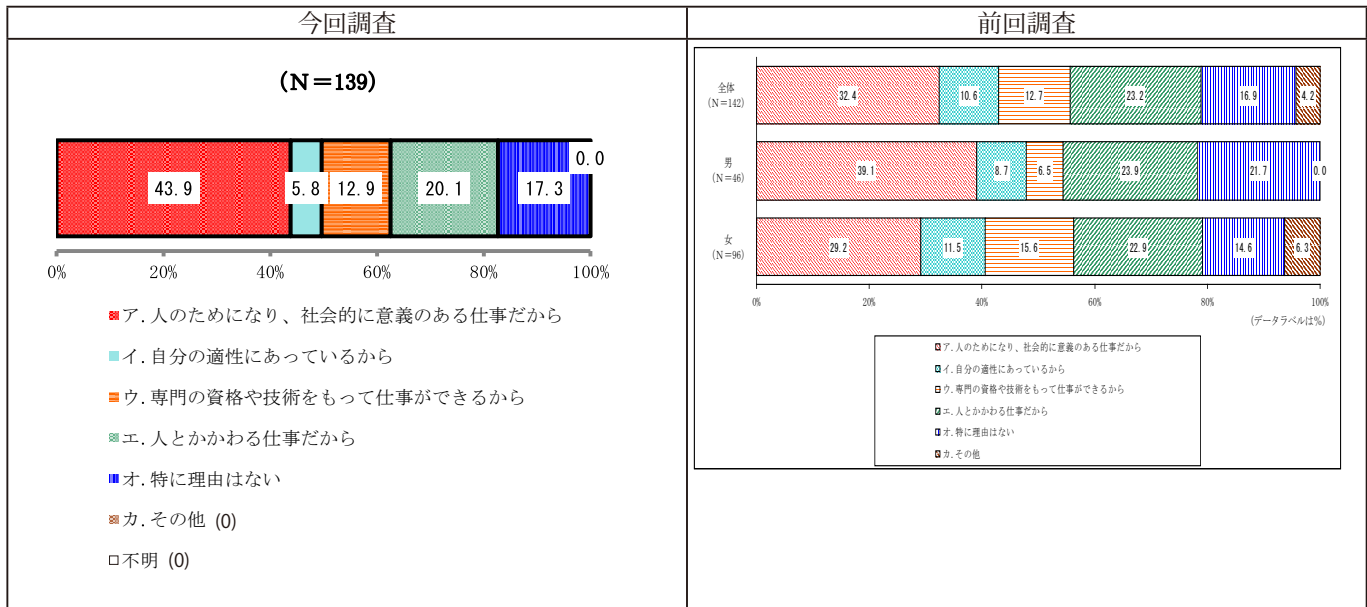 今回調査
(N＝139)
43.9 5.8 12.9 20.1 17.3 0.0
0% 20% 40% 60% 80% 100%
ア. 人のためになり、社会的に意義のある仕事だから
イ. 自分の適性にあっているから
ウ. 専門の資格や技術をもって仕事ができるから
エ. 人とかかわる仕事だから
オ. 特に理由はない
カ. その他 (0)
不明 (0)
前回調査
全体
(N＝142)
32.4 10.6 12.7 23.2 16.9 4.2
男
(N＝46)
39.1 8.7 6.5 23.9 21.7 0.0
女
(N＝96)
29.2 11.5 15.6 22.9 14.6 6.3
0% 20% 40% 60% 80% 100%
(データラベルは%)
ア. 人のためになり、社会的に意義のある仕事だから
イ. 自分の適性にあっているから
ウ. 専門の資格や技術をもって仕事ができるから
エ. 人とかかわる仕事だから
オ. 特に理由はない
カ. その他